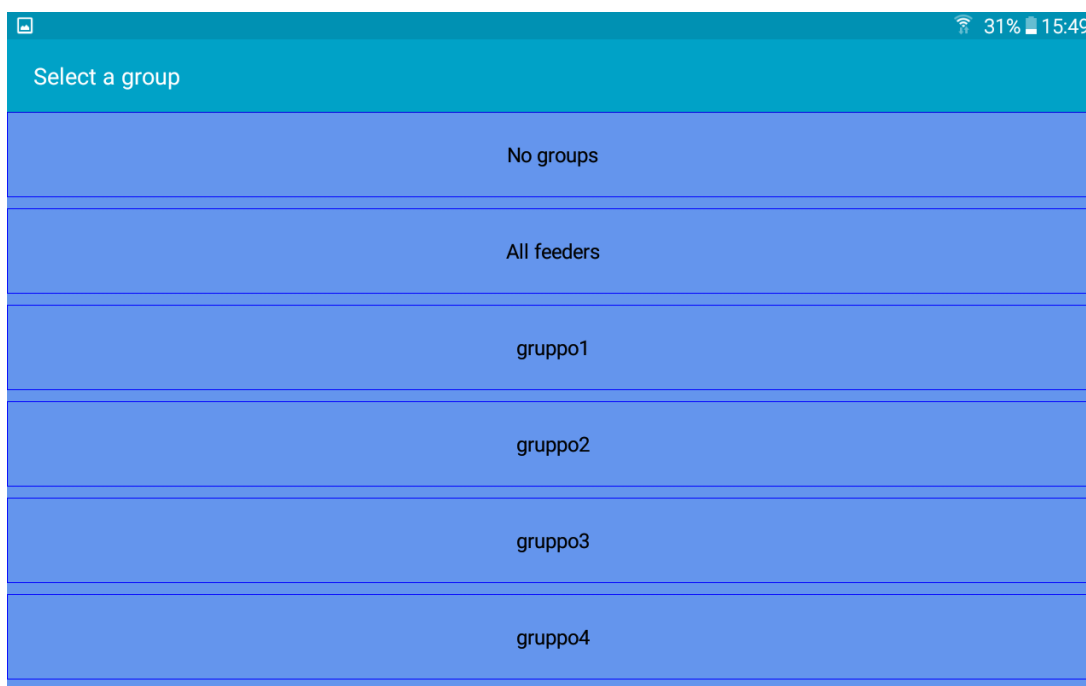 31% 15:49
Select a group
No groups
All feeders
gruppo1
gruppo2
gruppo3
gruppo4